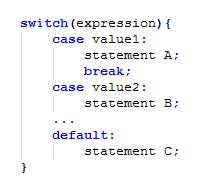 switch(expression){
    case value1:
        statement A;
        break;
    case value2:
        statement B;
    ...
    default:
        statement C;
}